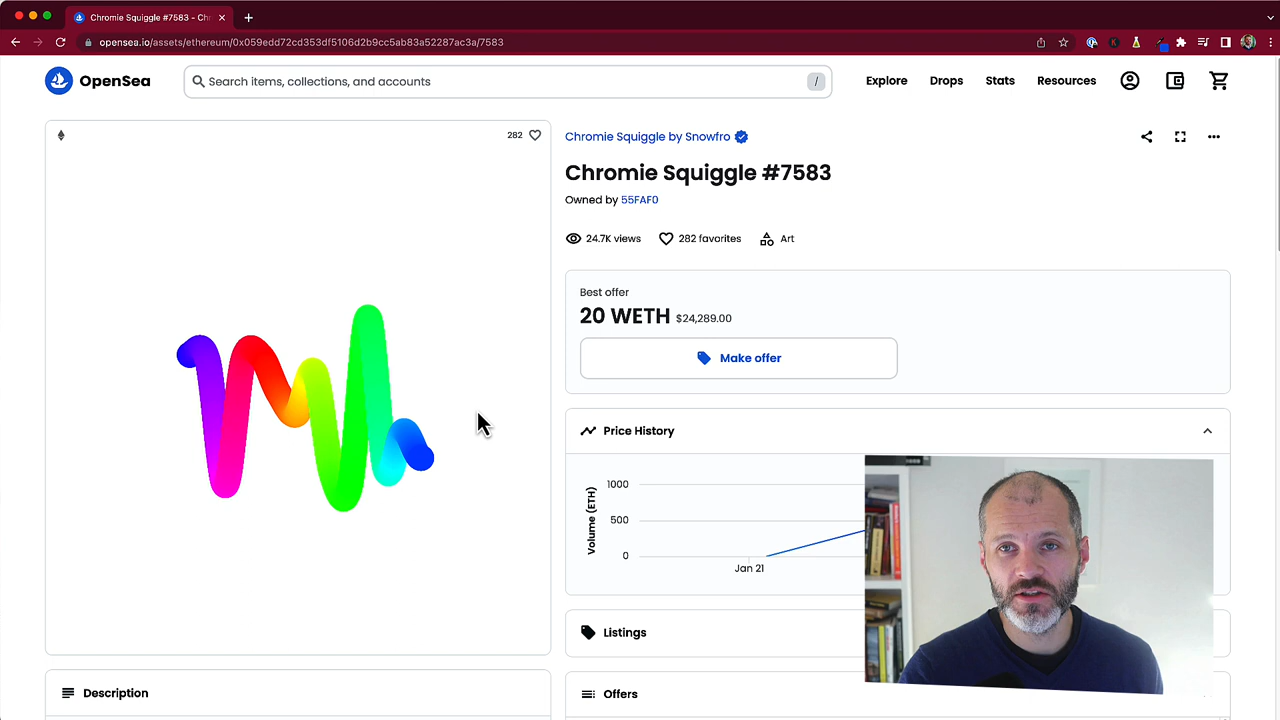 Chromie Squiggle #7583 - Chr
opensea.io/assets/ethereum/0x059edd72cd353df5106d2b9cc5ab83a52287ac3a/7583
OpenSea
Search items, collections, and accounts
/
Explore
Drops
Stats
Resources
282
Chromie Squiggle by Snowfro
Chromie Squiggle #7583
Owned by 55FAF0
24.7K views
282 favorites
Art
Best offer
20 WETH $24,289.00
Make offer
Price History
Volume (ETH)
1000
500
0
Jan 21
Listings
Description
Offers